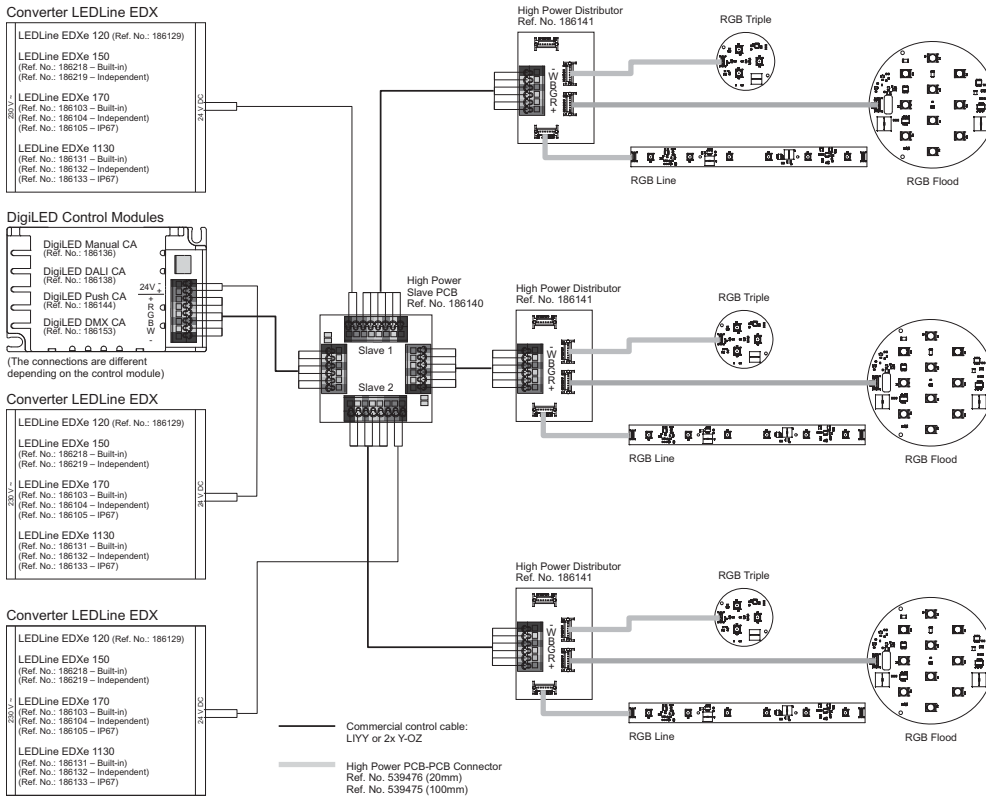 Converter LEDLine EDX
230 V ~
LEDLine EDXe 120 (Ref. No.: 186129)
LEDLine EDXe 150
(Ref. No.: 186218 – Built-in)
(Ref. No.: 186219 – Independent)
LEDLine EDXe 170
(Ref. No.: 186103 – Built-in)
(Ref. No.: 186104 – Independent)
(Ref. No.: 186105 – IP67)
LEDLine EDXe 1130
(Ref. No.: 186131 – Built-in)
(Ref. No.: 186132 – Independent)
(Ref. No.: 186133 – IP67)
24 V DC
DigiLED Control Modules
DigiLED Manual CA
(Ref. No.: 186136)
DigiLED DALI CA
(Ref. No.: 186138)
DigiLED Push CA
(Ref. No.: 186144)
DigiLED DMX CA
(Ref. No.: 186153)
24V -
+
+
R
G
B
W
-
(The connections are different
depending on the control module)
Converter LEDLine EDX
230 V ~
LEDLine EDXe 120 (Ref. No.: 186129)
LEDLine EDXe 150
(Ref. No.: 186218 – Built-in)
(Ref. No.: 186219 – Independent)
LEDLine EDXe 170
(Ref. No.: 186103 – Built-in)
(Ref. No.: 186104 – Independent)
(Ref. No.: 186105 – IP67)
LEDLine EDXe 1130
(Ref. No.: 186131 – Built-in)
(Ref. No.: 186132 – Independent)
(Ref. No.: 186133 – IP67)
24 V DC
Converter LEDLine EDX
230 V ~
LEDLine EDXe 120 (Ref. No.: 186129)
LEDLine EDXe 150
(Ref. No.: 186218 – Built-in)
(Ref. No.: 186219 – Independent)
LEDLine EDXe 170
(Ref. No.: 186103 – Built-in)
(Ref. No.: 186104 – Independent)
(Ref. No.: 186105 – IP67)
LEDLine EDXe 1130
(Ref. No.: 186131 – Built-in)
(Ref. No.: 186132 – Independent)
(Ref. No.: 186133 – IP67)
24 V DC
High Power
Slave PCB
Ref. No. 186140
Slave 1
Slave 2
High Power Distributor
Ref. No. 186141
-
W
B
G
R
+
RGB Triple
RGB Line
RGB Flood
High Power Distributor
Ref. No. 186141
-
W
B
G
R
+
RGB Triple
RGB Line
RGB Flood
High Power Distributor
Ref. No. 186141
-
W
B
G
R
+
RGB Triple
RGB Line
RGB Flood
Commercial control cable:
LIYY or 2x Y-OZ
High Power PCB-PCB Connector
Ref. No. 539476 (20mm)
Ref. No. 539475 (100mm)